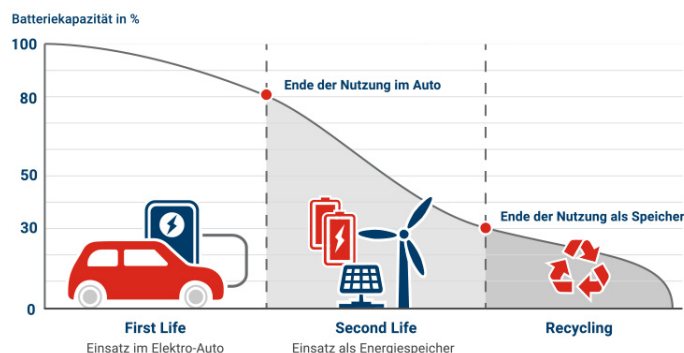 Batteriekapazität in %
100
80
50
30
0
Ende der Nutzung im Auto
Ende der Nutzung als Speicher
First Life
Einsatz im Elektro-Auto
Second Life
Einsatz als Energiespeicher
Recycling